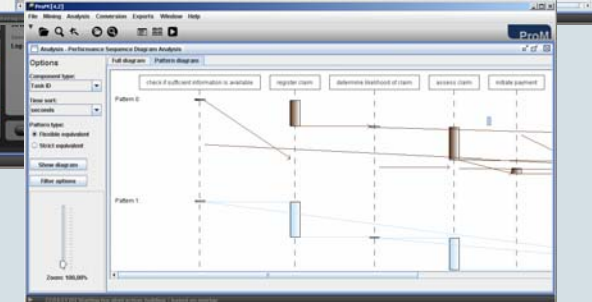 ProM [4.2]
File Mining Analysis Conversion Exports Window Help
ProM
Analysis - Performance Sequence Diagram Analysis
Options
Full diagram Pattern diagram
Component type:
Task ID
Time sort:
seconds
Pattern type:
Flexible equivalent
Strict equivalent
Show diagram
Filter options
Zoom: 100,00%
check if sufficient information is available
register claim
determine likelihood of claim
assess claim
initiate payment
Pattern 0:
Pattern 1: